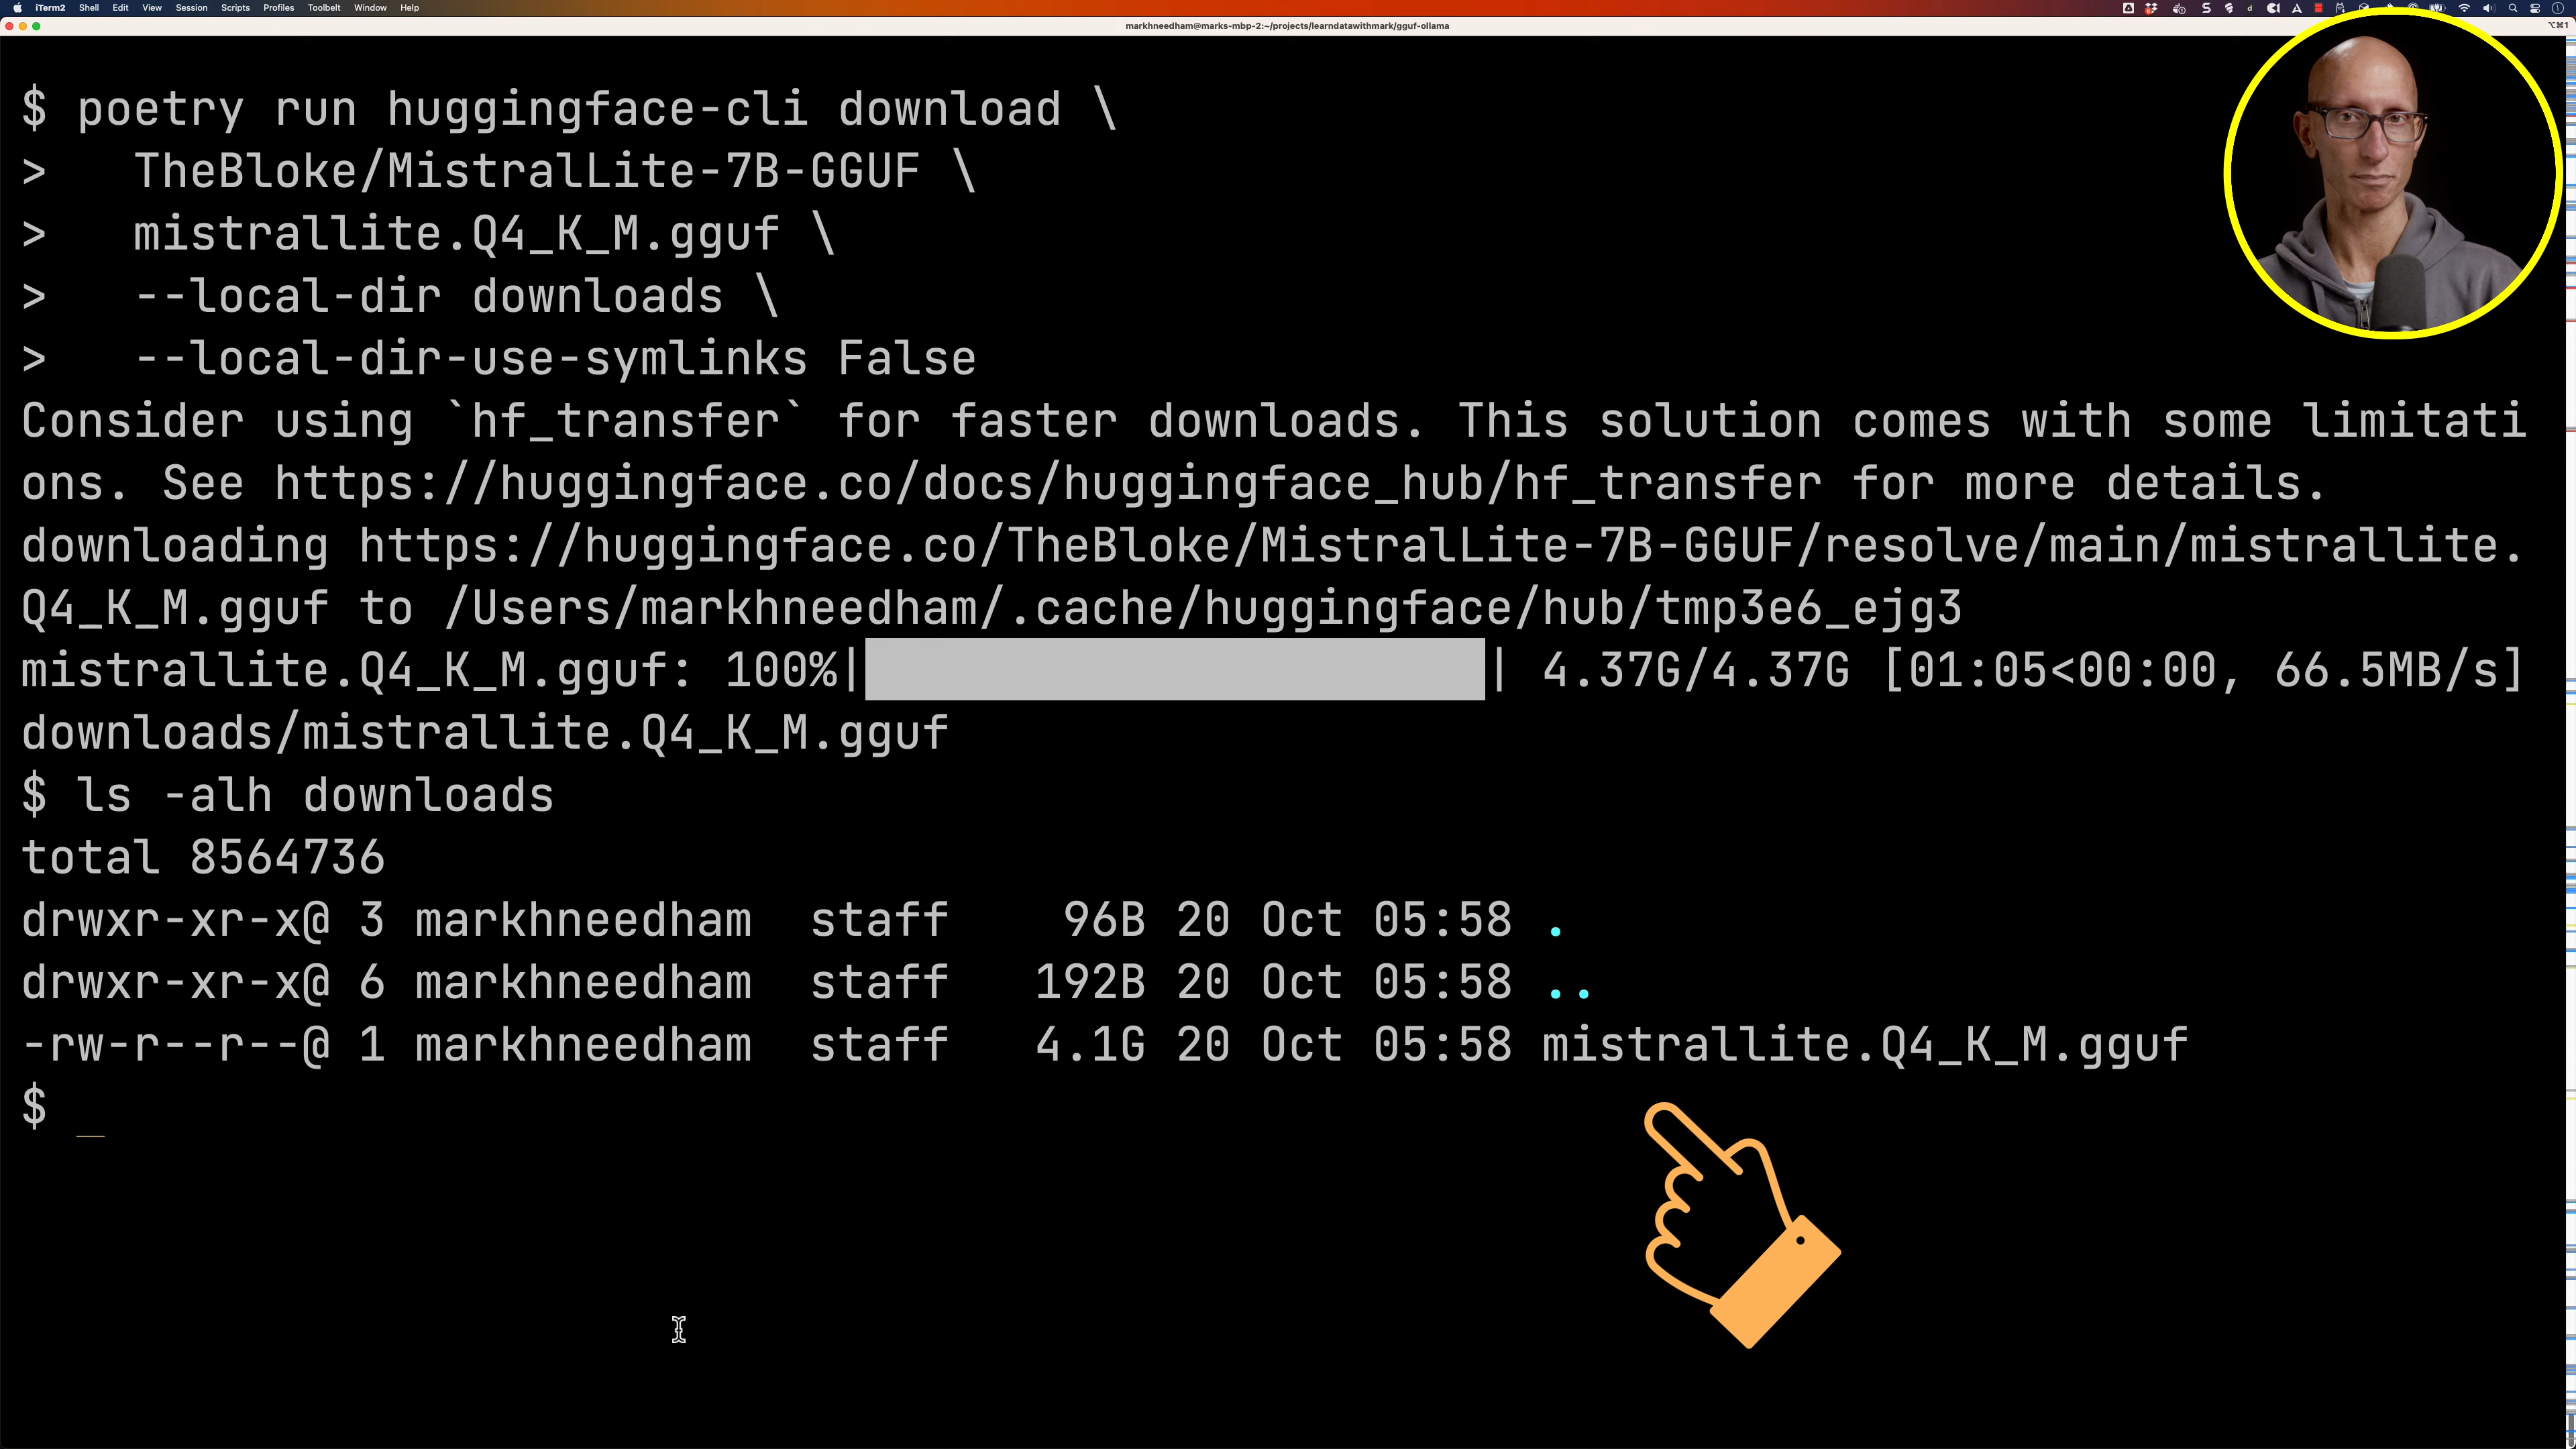 iTerm2 Shell Edit View Session Scripts Profiles Toolbelt Window Help
markhneedham@marks-mbp-2:~/projects/learndatawithmark/gguf-ollama
⌥⌘1
$ poetry run huggingface-cli download \
>   TheBloke/MistralLite-7B-GGUF \
>   mistrallite.Q4_K_M.gguf \
>   --local-dir downloads \
>   --local-dir-use-symlinks False
Consider using `hf_transfer` for faster downloads. This solution comes with some limitati
ons. See https://huggingface.co/docs/huggingface_hub/hf_transfer for more details.
downloading https://huggingface.co/TheBloke/MistralLite-7B-GGUF/resolve/main/mistrallite.
Q4_K_M.gguf to /Users/markhneedham/.cache/huggingface/hub/tmp3e6_ejg3
mistrallite.Q4_K_M.gguf: 100%| | 4.37G/4.37G [01:05<00:00, 66.5MB/s]
downloads/mistrallite.Q4_K_M.gguf
$ ls -alh downloads
total 8564736
drwxr-xr-x@ 3 markhneedham  staff    96B 20 Oct 05:58 .
drwxr-xr-x@ 6 markhneedham  staff   192B 20 Oct 05:58 ..
-rw-r--r--@ 1 markhneedham  staff   4.1G 20 Oct 05:58 mistrallite.Q4_K_M.gguf
$ _